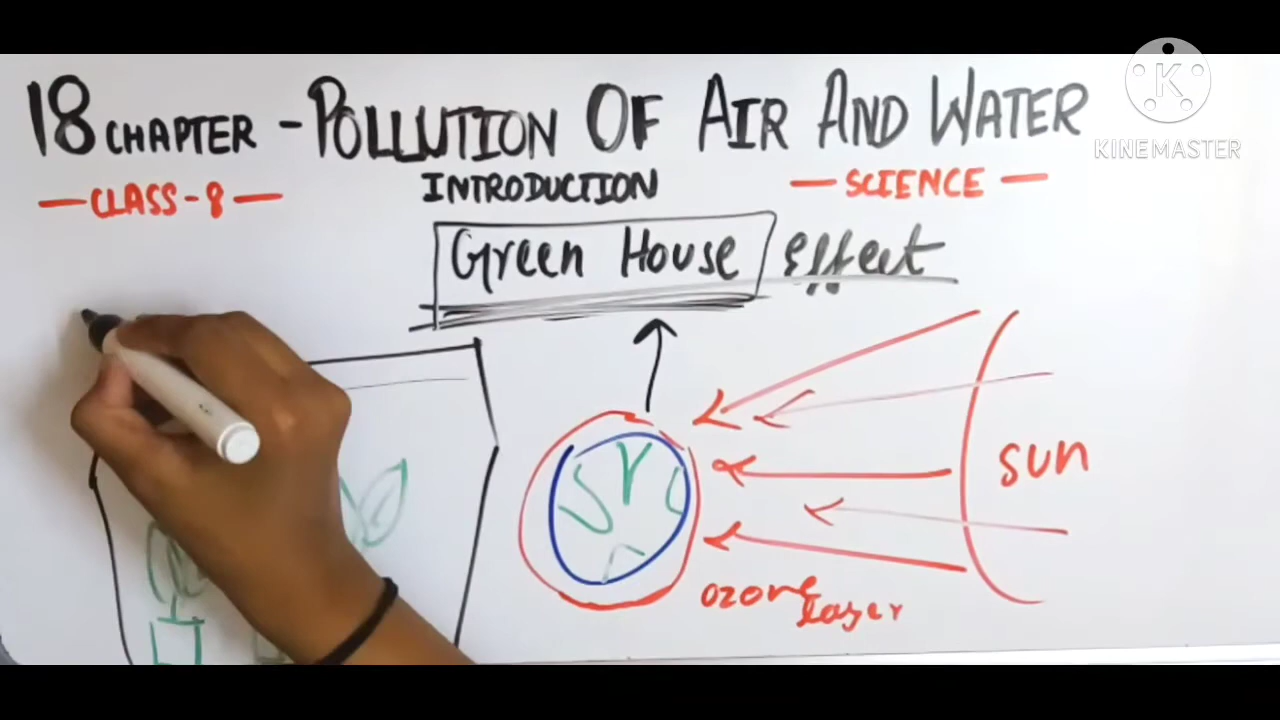 18 CHAPTER - POLLUTION OF AIR AND WATER
- CLASS-8 - INTRODUCTION - SCIENCE -
Green House Effect
sun
ozone
layer
K
KINEMASTER